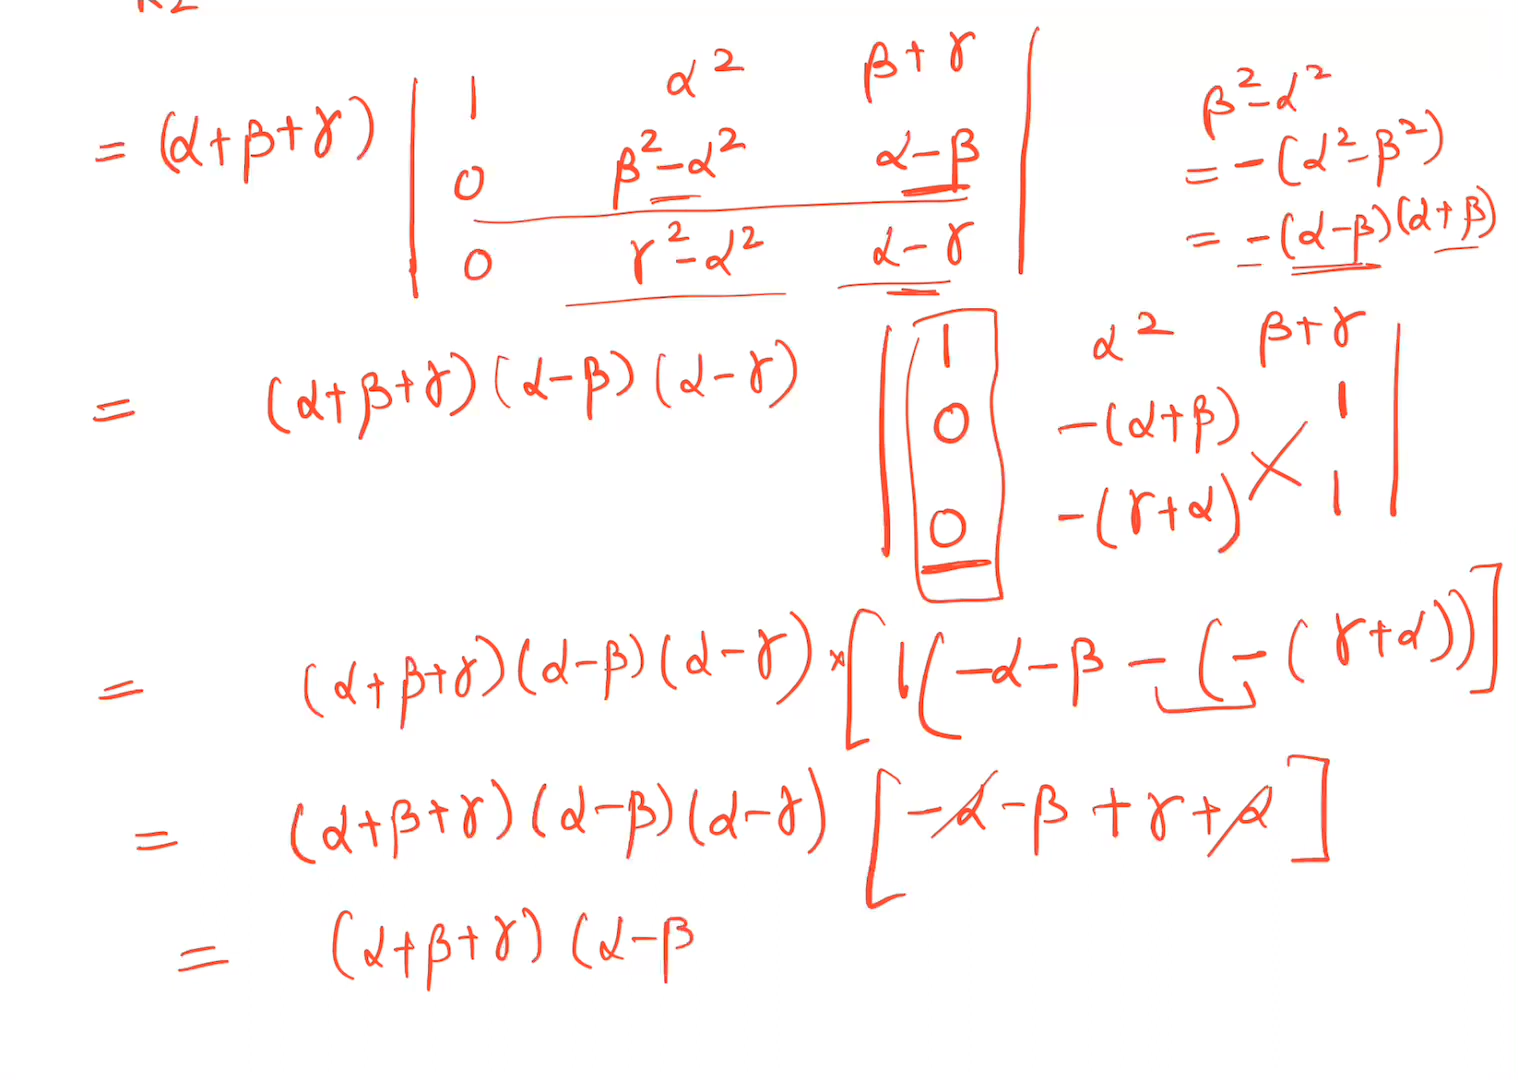 = (α+β+γ) | 1 α² β+γ |
| 0 β²-α² α-β |
| 0 γ²-α² α-γ |
β²-α²
= -(α²-β²)
= -(α-β)(α+β)
= (α+β+γ)(α-β)(α-γ) | 1 α² β+γ |
| 0 -(α+β) 1 |
| 0 -(γ+α) 1 |
= (α+β+γ)(α-β)(α-γ) × [1(-α-β-(-(γ+α))]
= (α+β+γ)(α-β)(α-γ) [-α-β+γ+α]
= (α+β+γ) (α-β